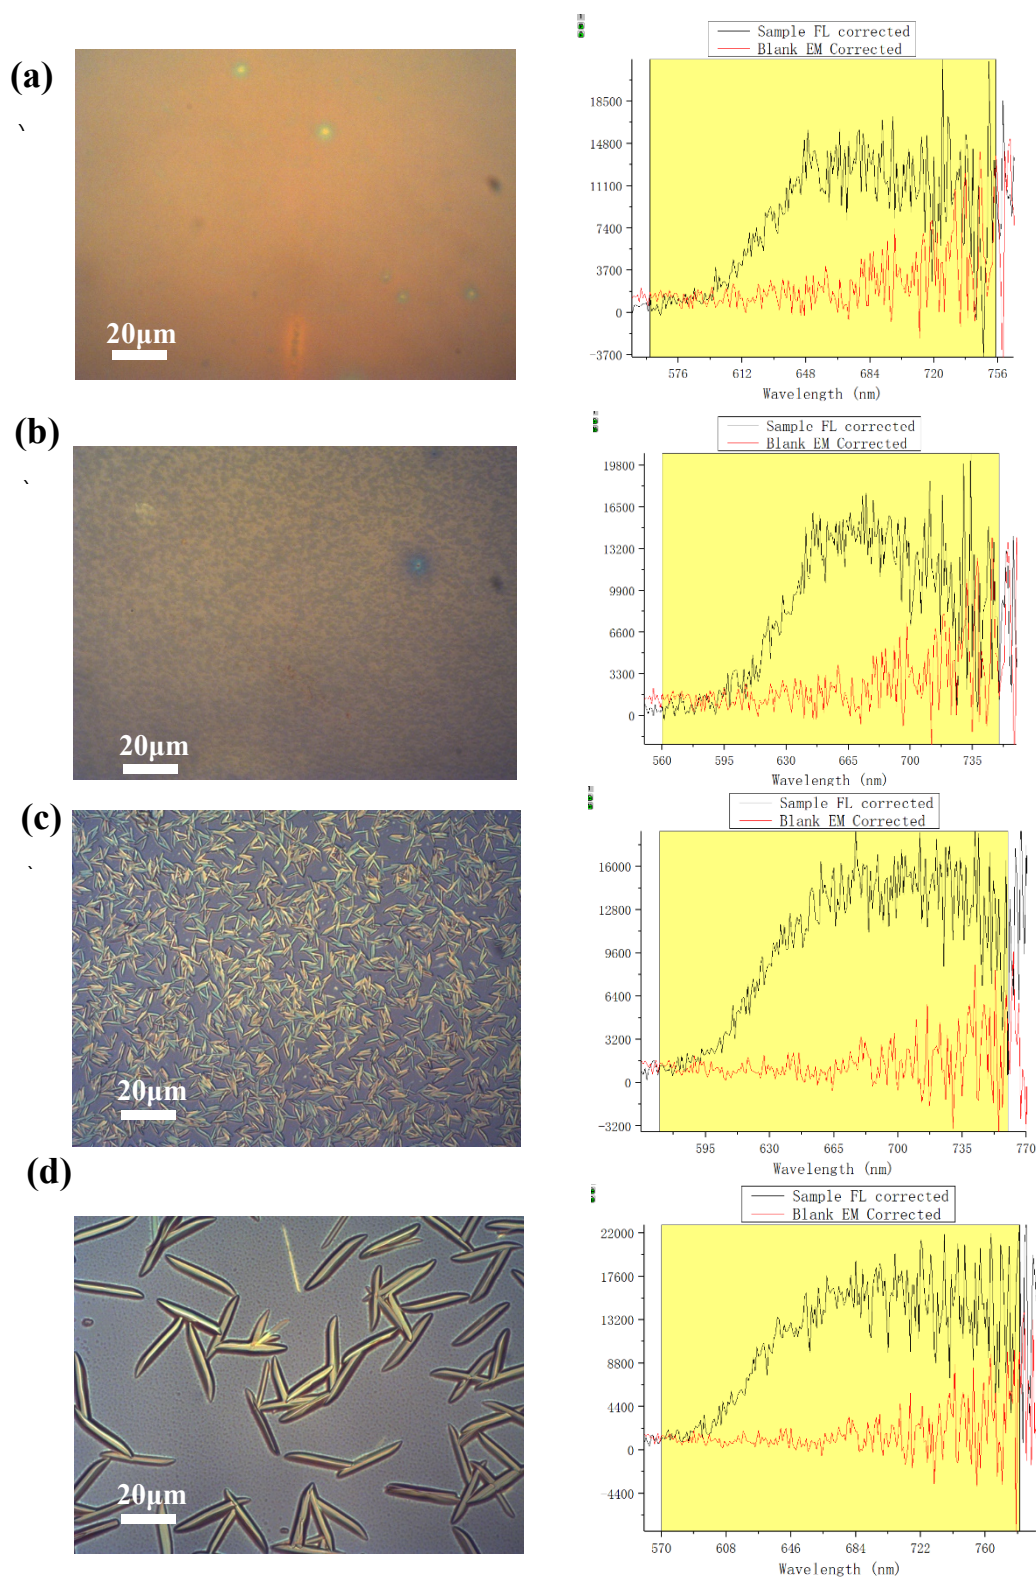 (a)
20μm
Sample FL corrected
Blank EM Corrected
18500
14800
11100
7400
3700
0
-3700
576 612 648 684 720 756
Wavelength (nm)
(b)
20μm
Sample FL corrected
Blank EM Corrected
19800
16500
13200
9900
6600
3300
0
560 595 630 665 700 735
Wavelength (nm)
(c)
20μm
Sample FL corrected
Blank EM Corrected
16000
12800
9600
6400
3200
0
-3200
595 630 665 700 735 770
Wavelength (nm)
(d)
20μm
Sample FL corrected
Blank EM Corrected
22000
17600
13200
8800
4400
0
-4400
570 608 646 684 722 760
Wavelength (nm)